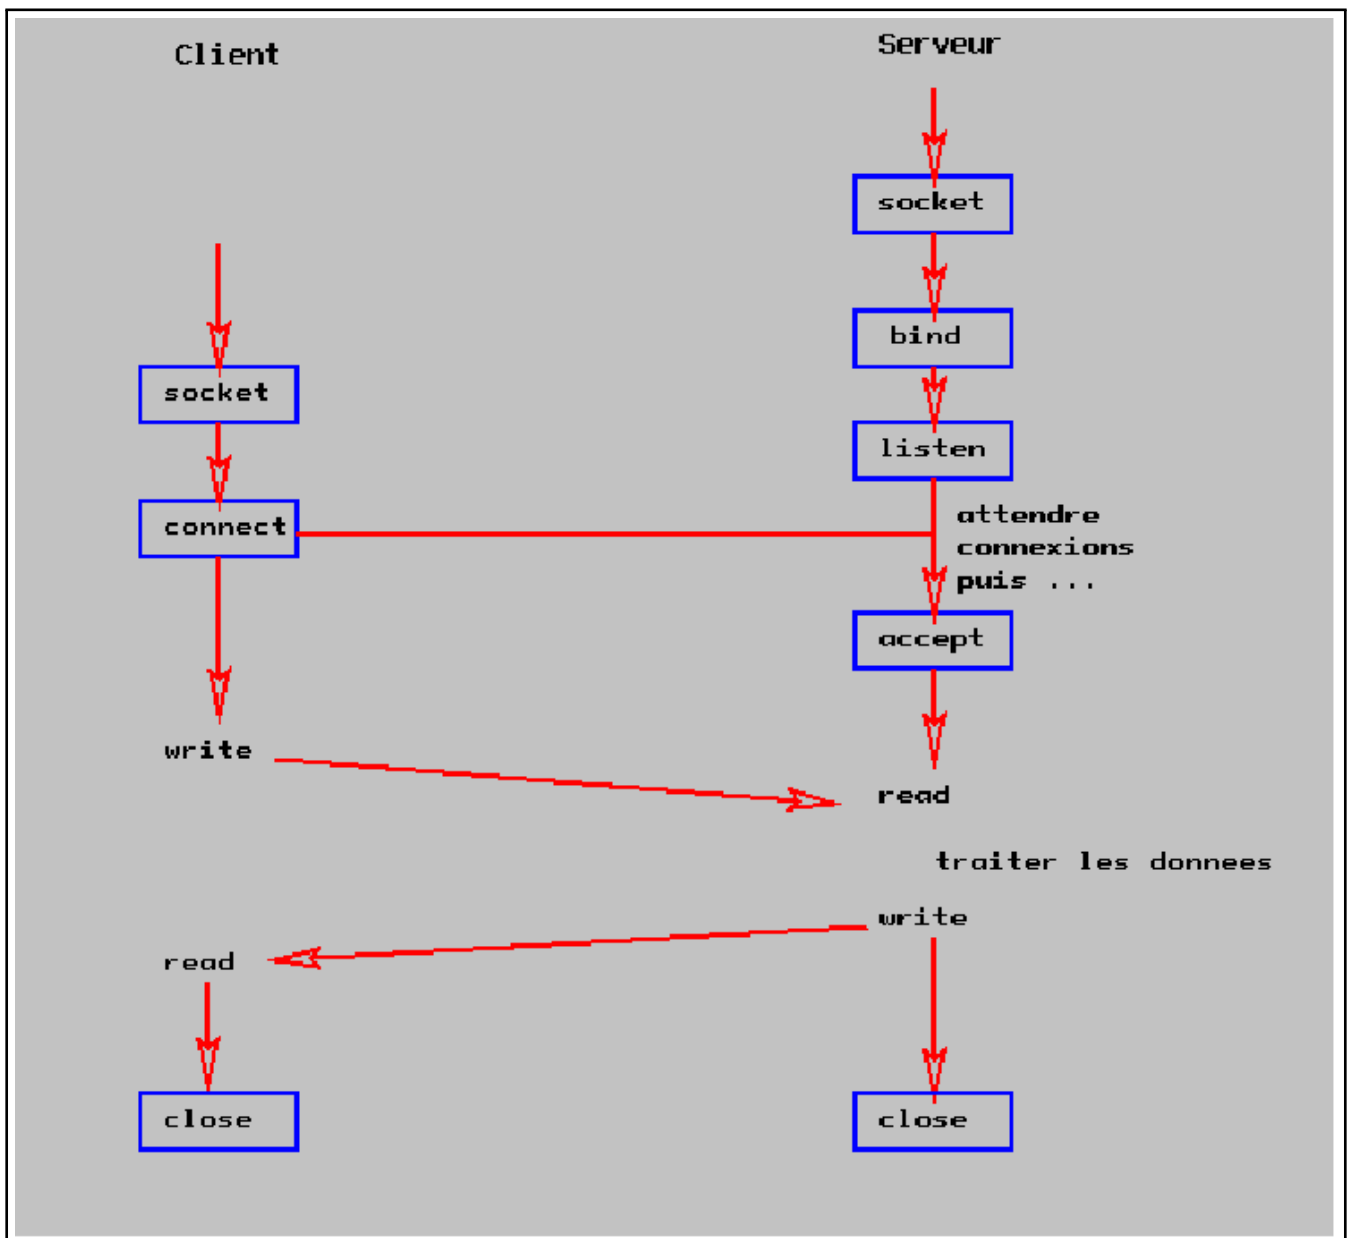 Client
Serveur
socket
bind
socket
listen
connect
attendre
connexions
puis ...
accept
write
read
traiter les donnees
write
read
close
close